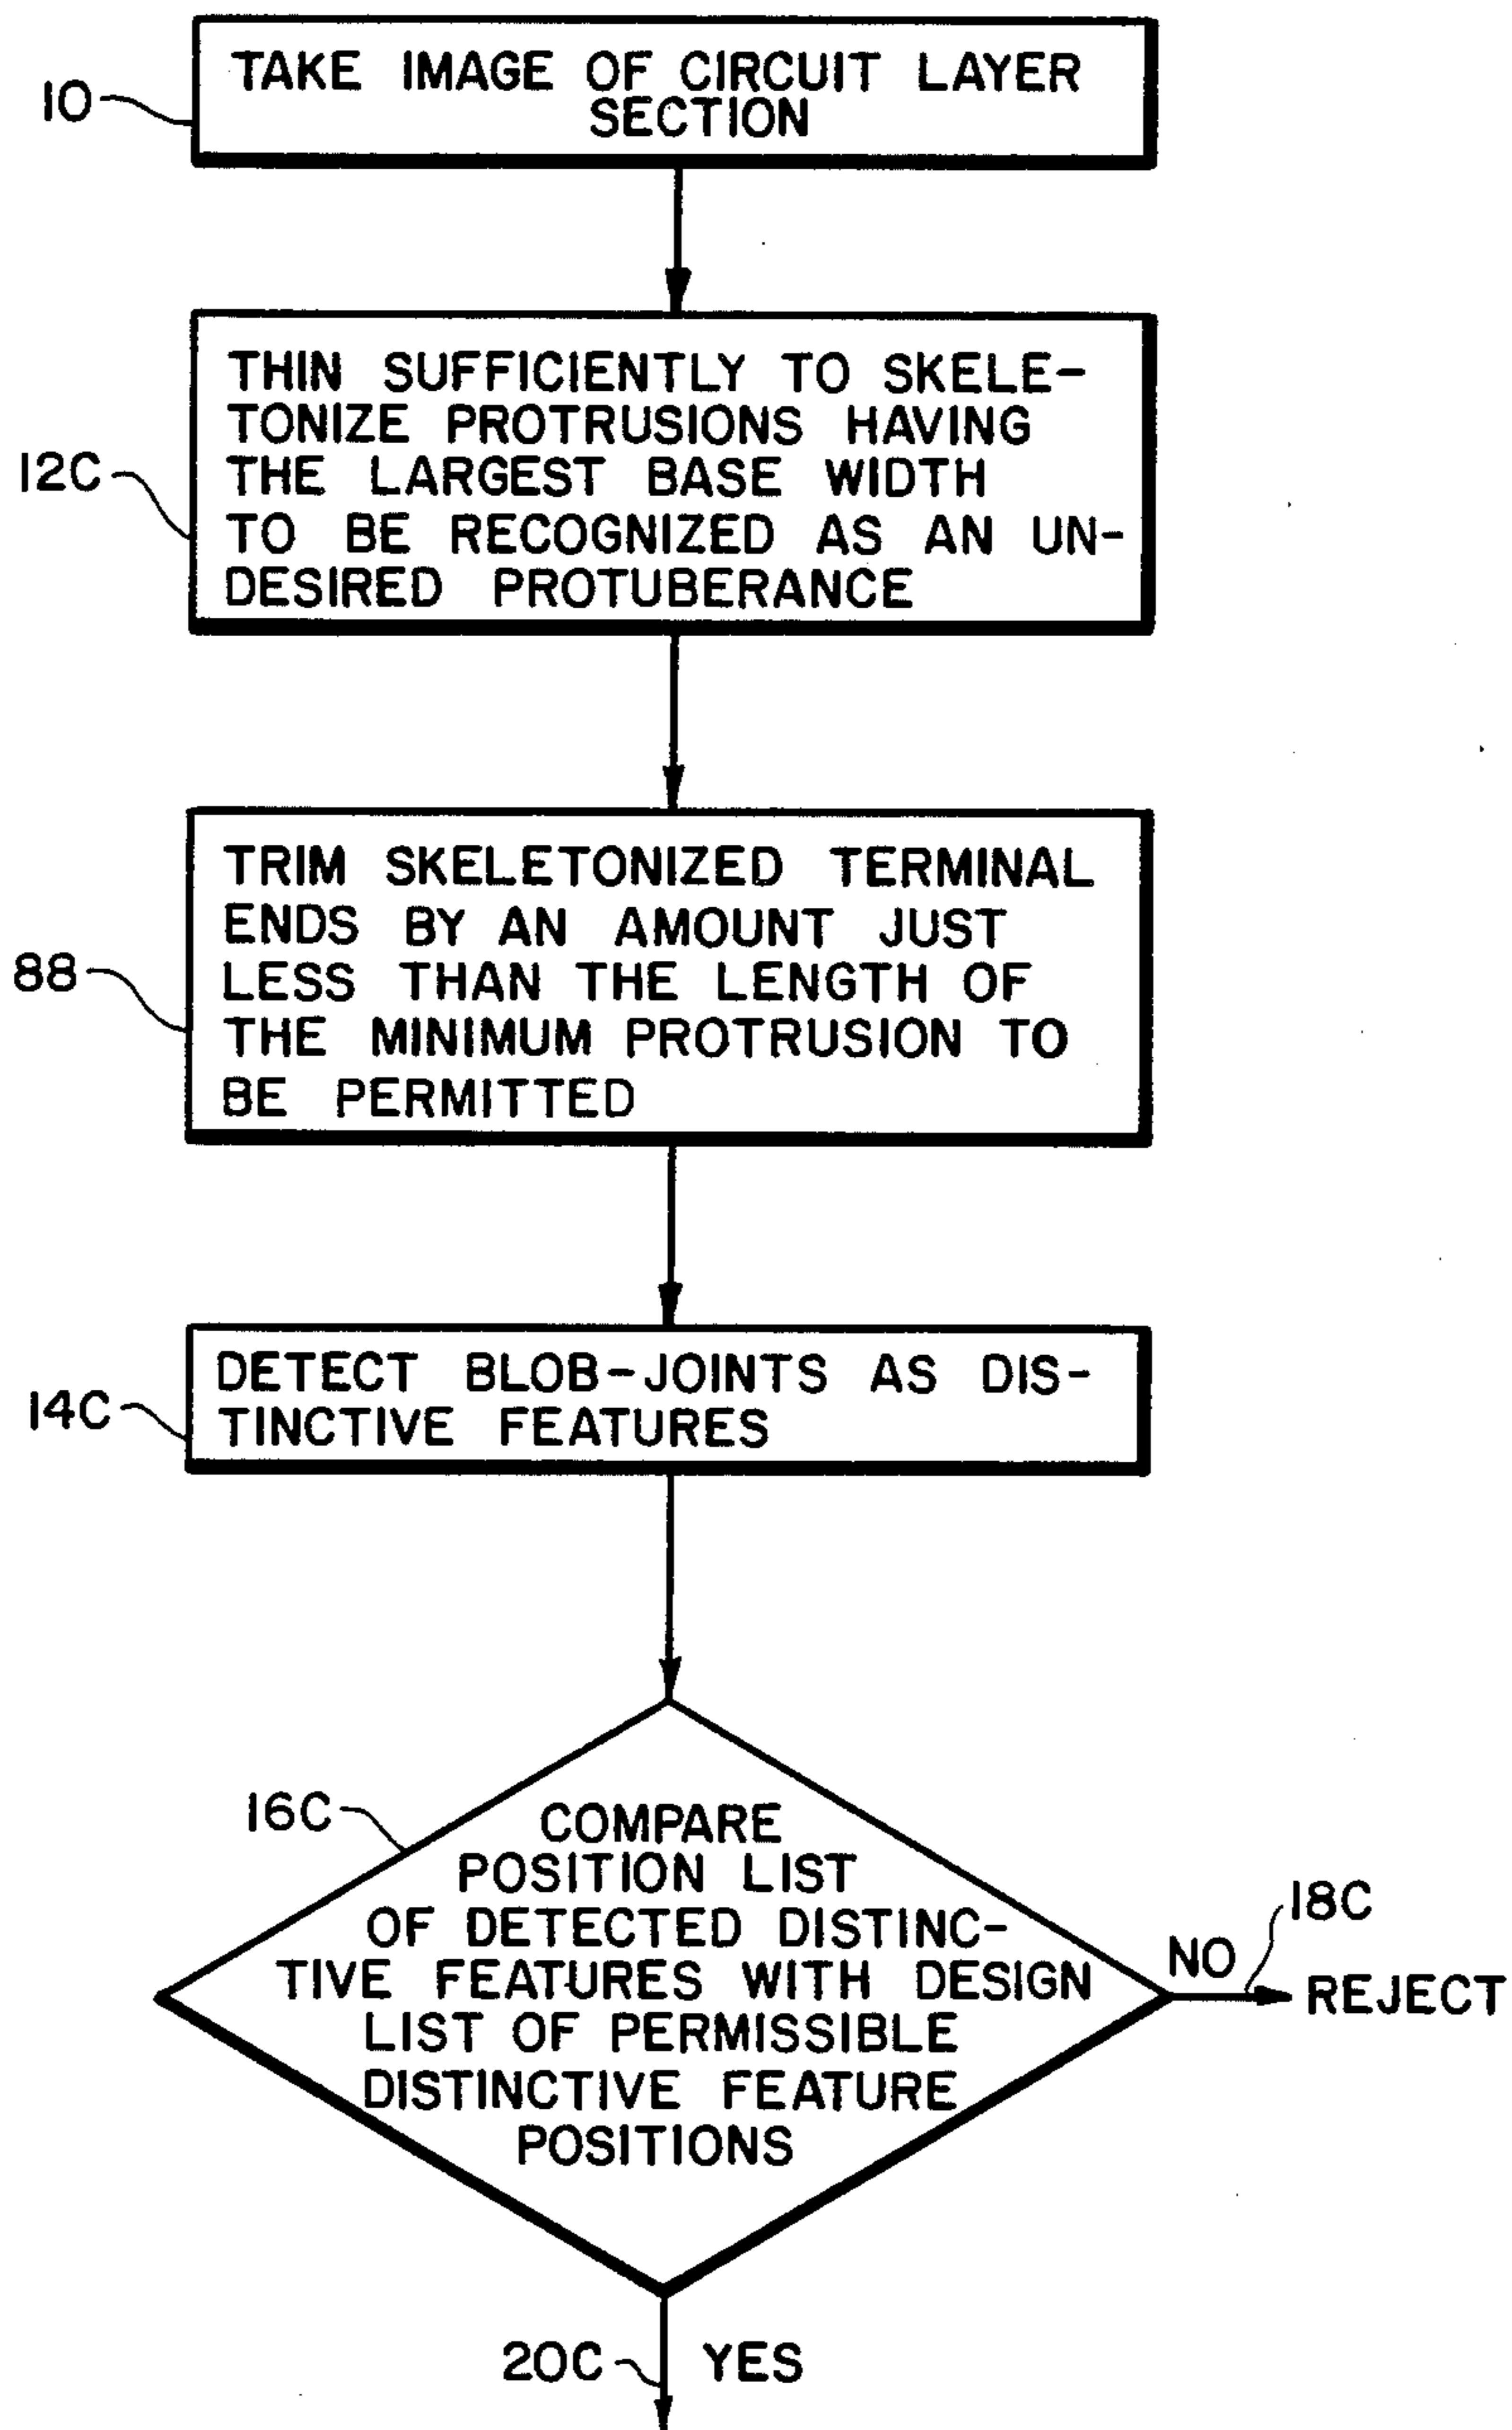 10
TAKE IMAGE OF CIRCUIT LAYER
SECTION
12C
THIN SUFFICIENTLY TO SKELE-
TONIZE PROTRUSIONS HAVING
THE LARGEST BASE WIDTH
TO BE RECOGNIZED AS AN UN-
DESIRED PROTUBERANCE
88
TRIM SKELETONIZED TERMINAL
ENDS BY AN AMOUNT JUST
LESS THAN THE LENGTH OF
THE MINIMUM PROTRUSION TO
BE PERMITTED
14C
DETECT BLOB-JOINTS AS DIS-
TINCTIVE FEATURES
16C
COMPARE
POSITION LIST
OF DETECTED DISTINC-
TIVE FEATURES WITH DESIGN
LIST OF PERMISSIBLE
DISTINCTIVE FEATURE
POSITIONS
18C
NO
REJECT
20C
YES